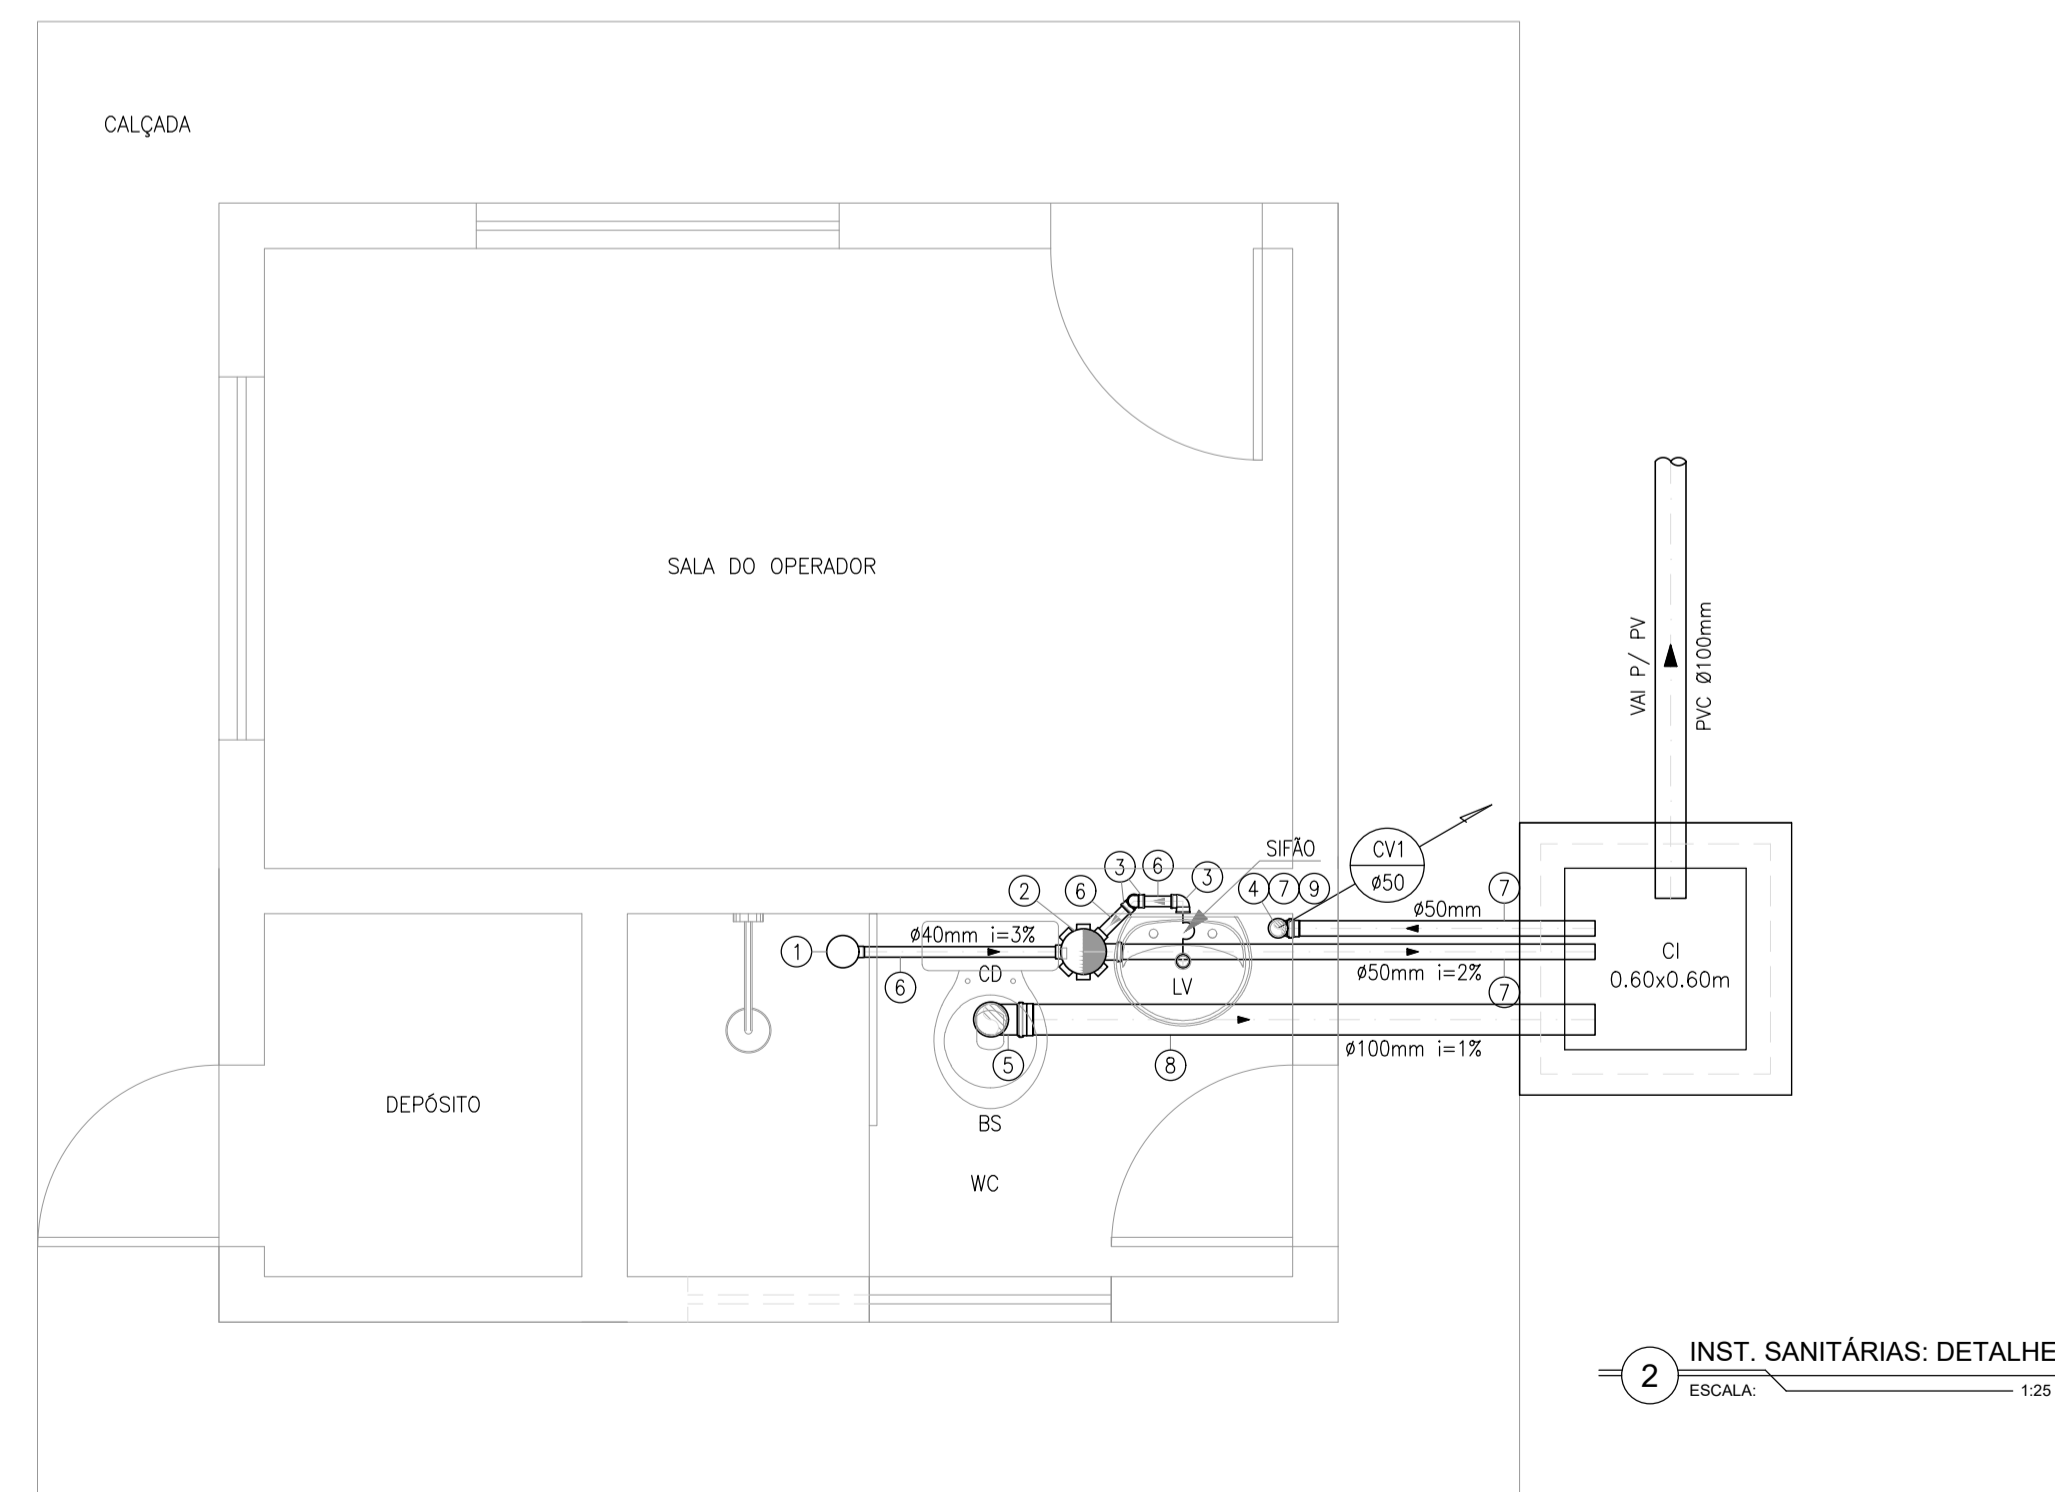 CALÇADA
SALA DO OPERADOR
VAI P/ PV
PVC Ø100mm
SIFÃO
CV1
ø50
3
6
3
2
6
4
7
9
7
ø50mm
1
ø40mm i=3%
6
CD
LV
ø50mm i=2%
7
CI
0.60x0.60m
5
8
ø100mm i=1%
DEPÓSITO
BS
WC
2
INST. SANITÁRIAS: DETALHE
ESCALA:
1:25